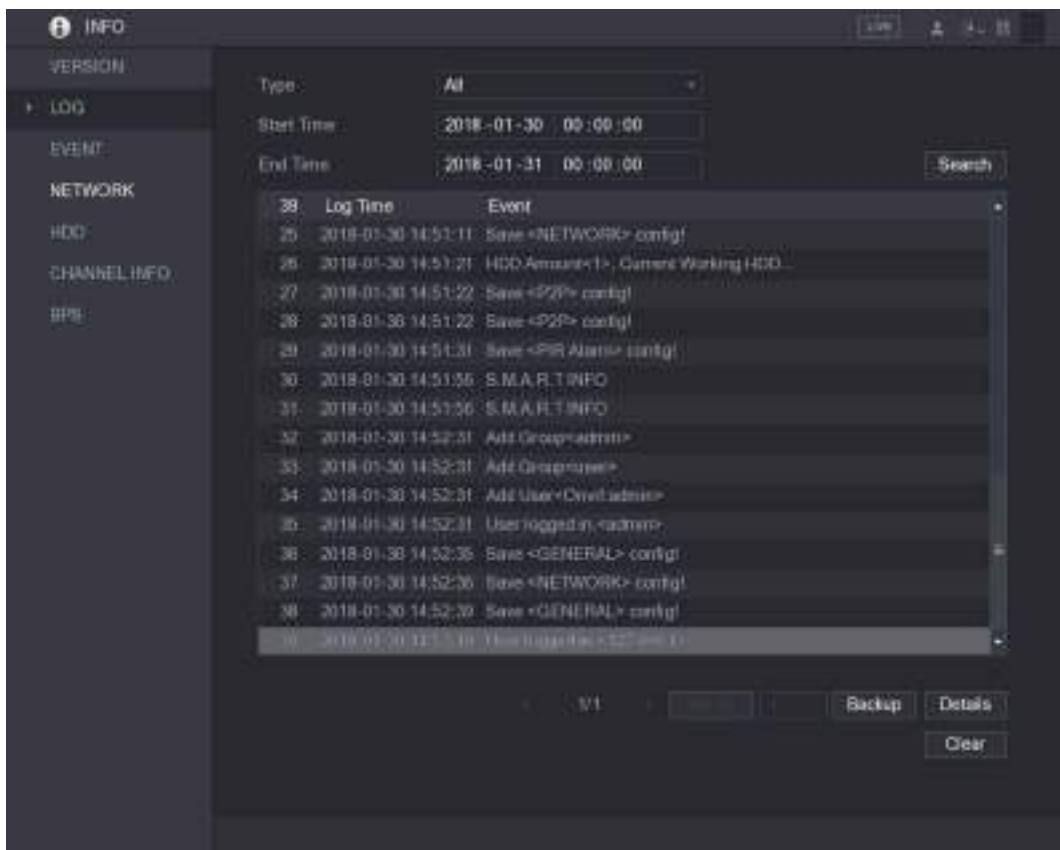 INFO
LIVE
VERSION
LOG
EVENT
NETWORK
HDD
CHANNEL INFO
BPS
Type All
Start Time 2018 -01 -30 00 :00 :00
End Time 2018 -01 -31 00 :00 :00
Search
39 Log Time Event
25 2018-01-30 14:51:11 Save <NETWORK> config!
26 2018-01-30 14:51:21 HDD Amount<1>, Current Working HDD...
27 2018-01-30 14:51:22 Save <P2P> config!
28 2018-01-30 14:51:22 Save <P2P> config!
29 2018-01-30 14:51:31 Save <PIR Alarm> config!
30 2018-01-30 14:51:56 S.M.A.R.T INFO
31 2018-01-30 14:51:56 S.M.A.R.T INFO
32 2018-01-30 14:52:31 Add Group<admin>
33 2018-01-30 14:52:31 Add Group<user>
34 2018-01-30 14:52:31 Add User<Onvif:admin>
35 2018-01-30 14:52:31 User logged in.<admin>
36 2018-01-30 14:52:35 Save <GENERAL> config!
37 2018-01-30 14:52:36 Save <NETWORK> config!
38 2018-01-30 14:52:39 Save <GENERAL> config!
39 2018-01-30
1/1
Backup
Details
Clear